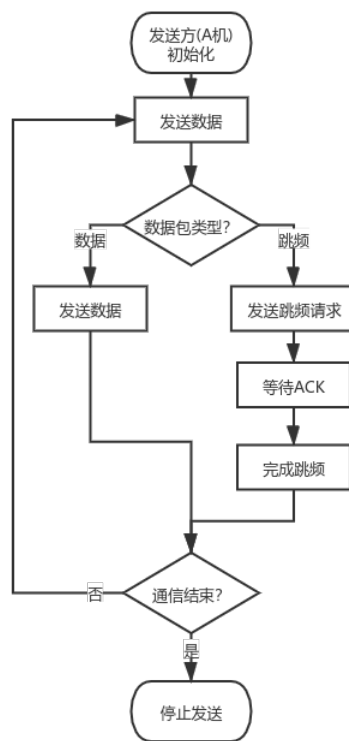 发送方(A机)
初始化
发送数据
数据包类型?
数据
跳频
发送数据
发送跳频请求
等待ACK
完成跳频
通信结束?
否
是
停止发送